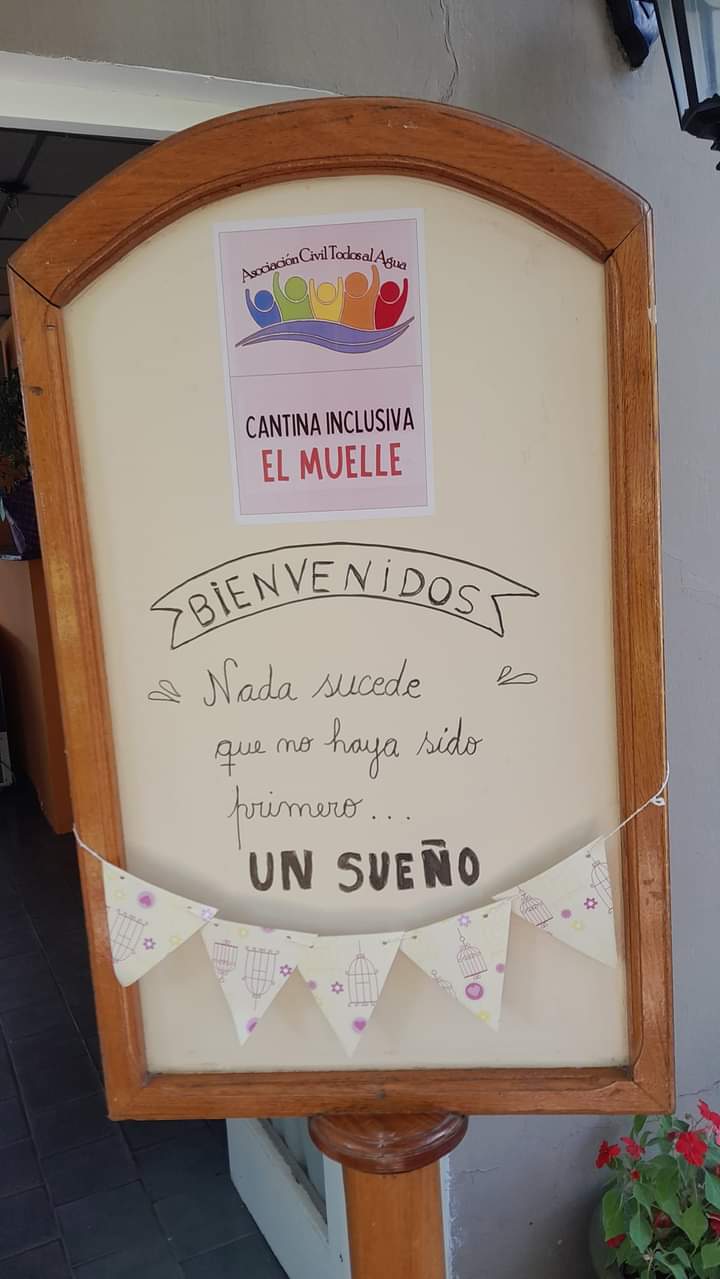 Asociación Civil Todos al Agua
CANTINA INCLUSIVA
EL MUELLE
BIENVENIDOS
Nada sucede
que no haya sido
primero...
UN SUEÑO